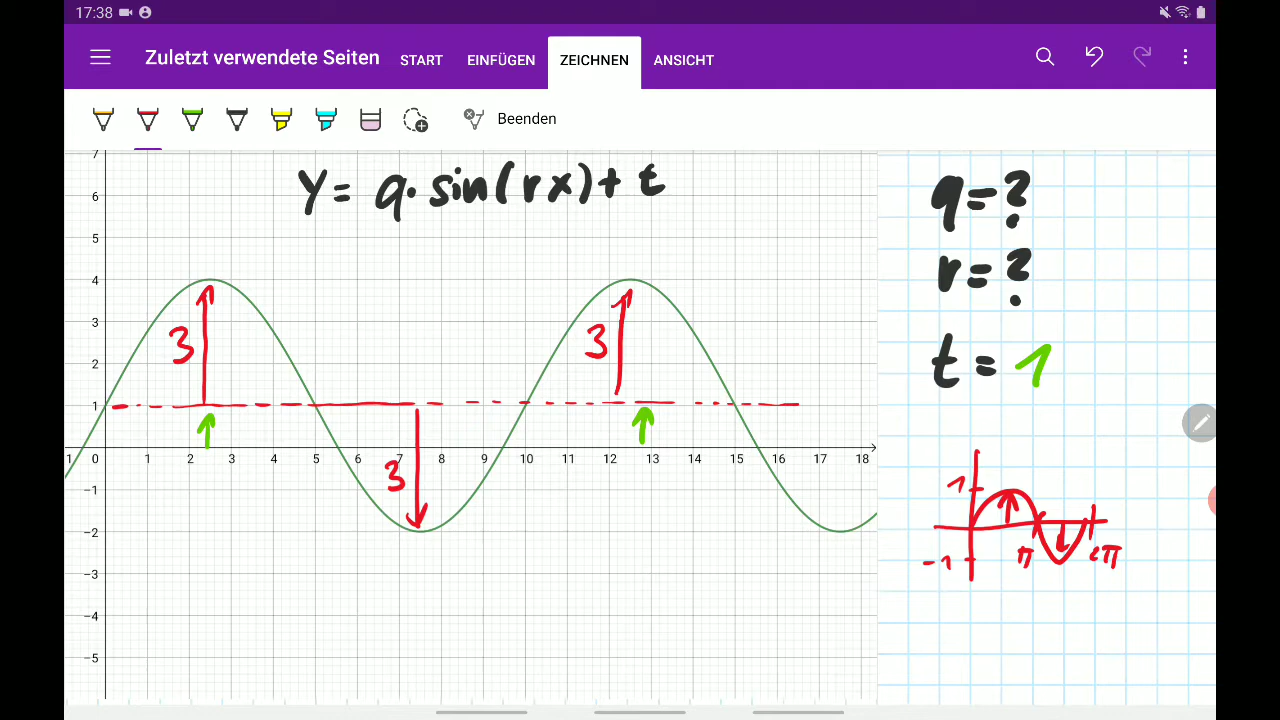 17:38
Zuletzt verwendete Seiten START EINFÜGEN ZEICHNEN ANSICHT
Beenden
y = q · sin(rx) + t
q = ?
r = ?
t = 1
7
6
5
4
3
2
1
-1
-2
-3
-4
-5
1 0 1 2 3 4 5 6 7 8 9 10 11 12 13 14 15 16 17 18
3
3
3
1
-1
π
2π